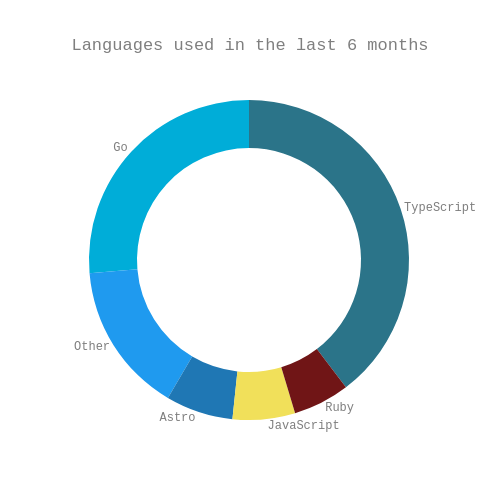 Languages used in the last 6 months
Go
TypeScript
Other
Ruby
Astro
JavaScript